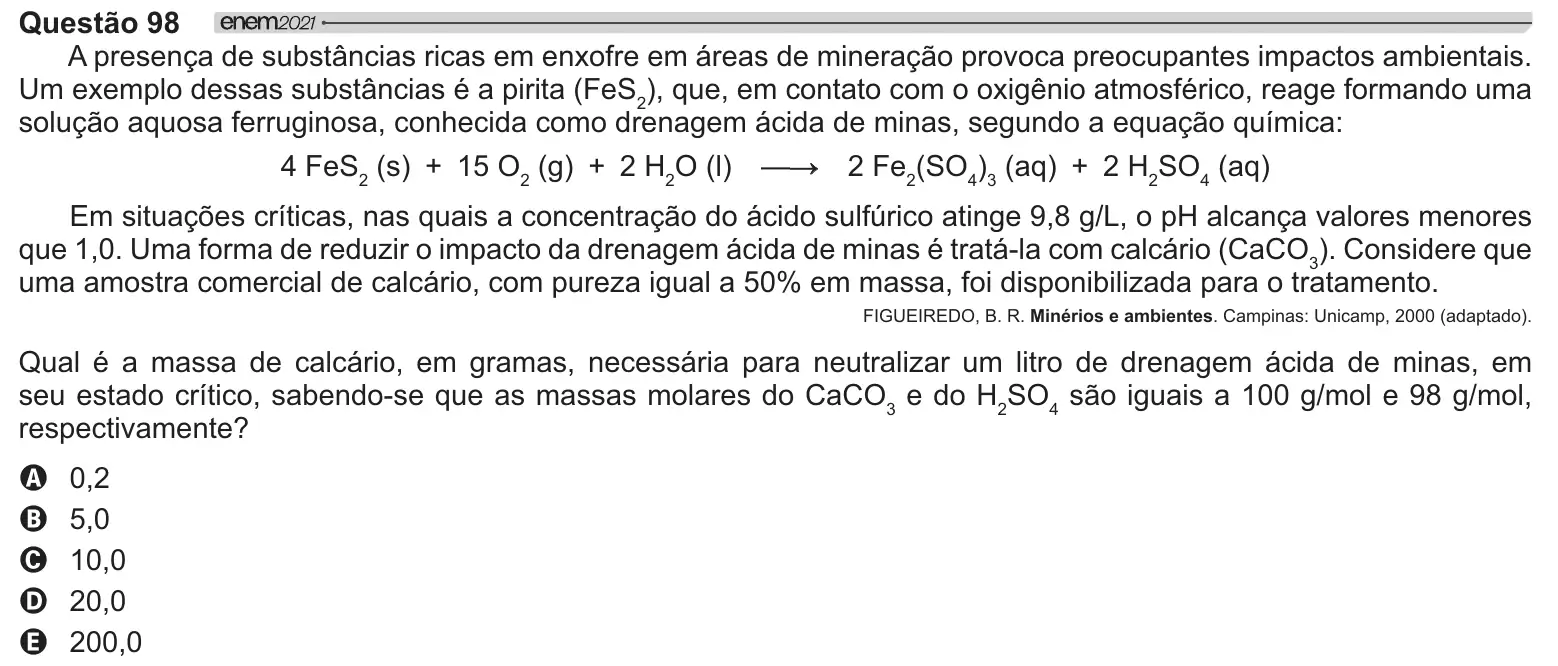 Questão 98 enem2021
A presença de substâncias ricas em enxofre em áreas de mineração provoca preocupantes impactos ambientais.
Um exemplo dessas substâncias é a pirita (FeS₂), que, em contato com o oxigênio atmosférico, reage formando uma
solução aquosa ferruginosa, conhecida como drenagem ácida de minas, segundo a equação química:
4 FeS₂ (s) + 15 O₂ (g) + 2 H₂O (l) ⟶ 2 Fe₂(SO₄)₃ (aq) + 2 H₂SO₄ (aq)
Em situações críticas, nas quais a concentração do ácido sulfúrico atinge 9,8 g/L, o pH alcança valores menores
que 1,0. Uma forma de reduzir o impacto da drenagem ácida de minas é tratá-la com calcário (CaCO₃). Considere que
uma amostra comercial de calcário, com pureza igual a 50% em massa, foi disponibilizada para o tratamento.
FIGUEIREDO, B. R. Minérios e ambientes. Campinas: Unicamp, 2000 (adaptado).
Qual é a massa de calcário, em gramas, necessária para neutralizar um litro de drenagem ácida de minas, em
seu estado crítico, sabendo-se que as massas molares do CaCO₃ e do H₂SO₄ são iguais a 100 g/mol e 98 g/mol,
respectivamente?
A 0,2
B 5,0
C 10,0
D 20,0
E 200,0